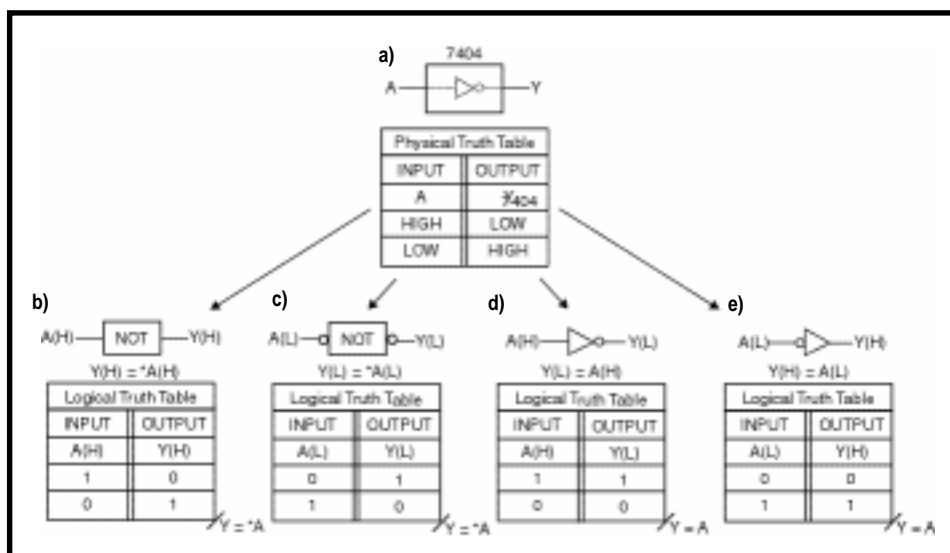 a)
7404
A Y
Physical Truth Table
INPUT OUTPUT
A
HIGH LOW
LOW HIGH
b)
A(H) NOT Y(H)
Y(H) = *A(H)
Logical Truth Table
INPUT OUTPUT
A(H) Y(H)
1 0
0 1
Y = *A
c)
A(L) NOT Y(L)
Y(L) = *A(L)
Logical Truth Table
INPUT OUTPUT
A(L) Y(L)
0 1
1 0
Y = *A
d)
A(H) Y(L)
Y(L) = A(H)
Logical Truth Table
INPUT OUTPUT
A(H) Y(L)
1 1
0 0
Y = A
e)
A(L) Y(H)
Y(H) = A(L)
Logical Truth Table
INPUT OUTPUT
A(L) Y(H)
0 0
1 1
Y = A